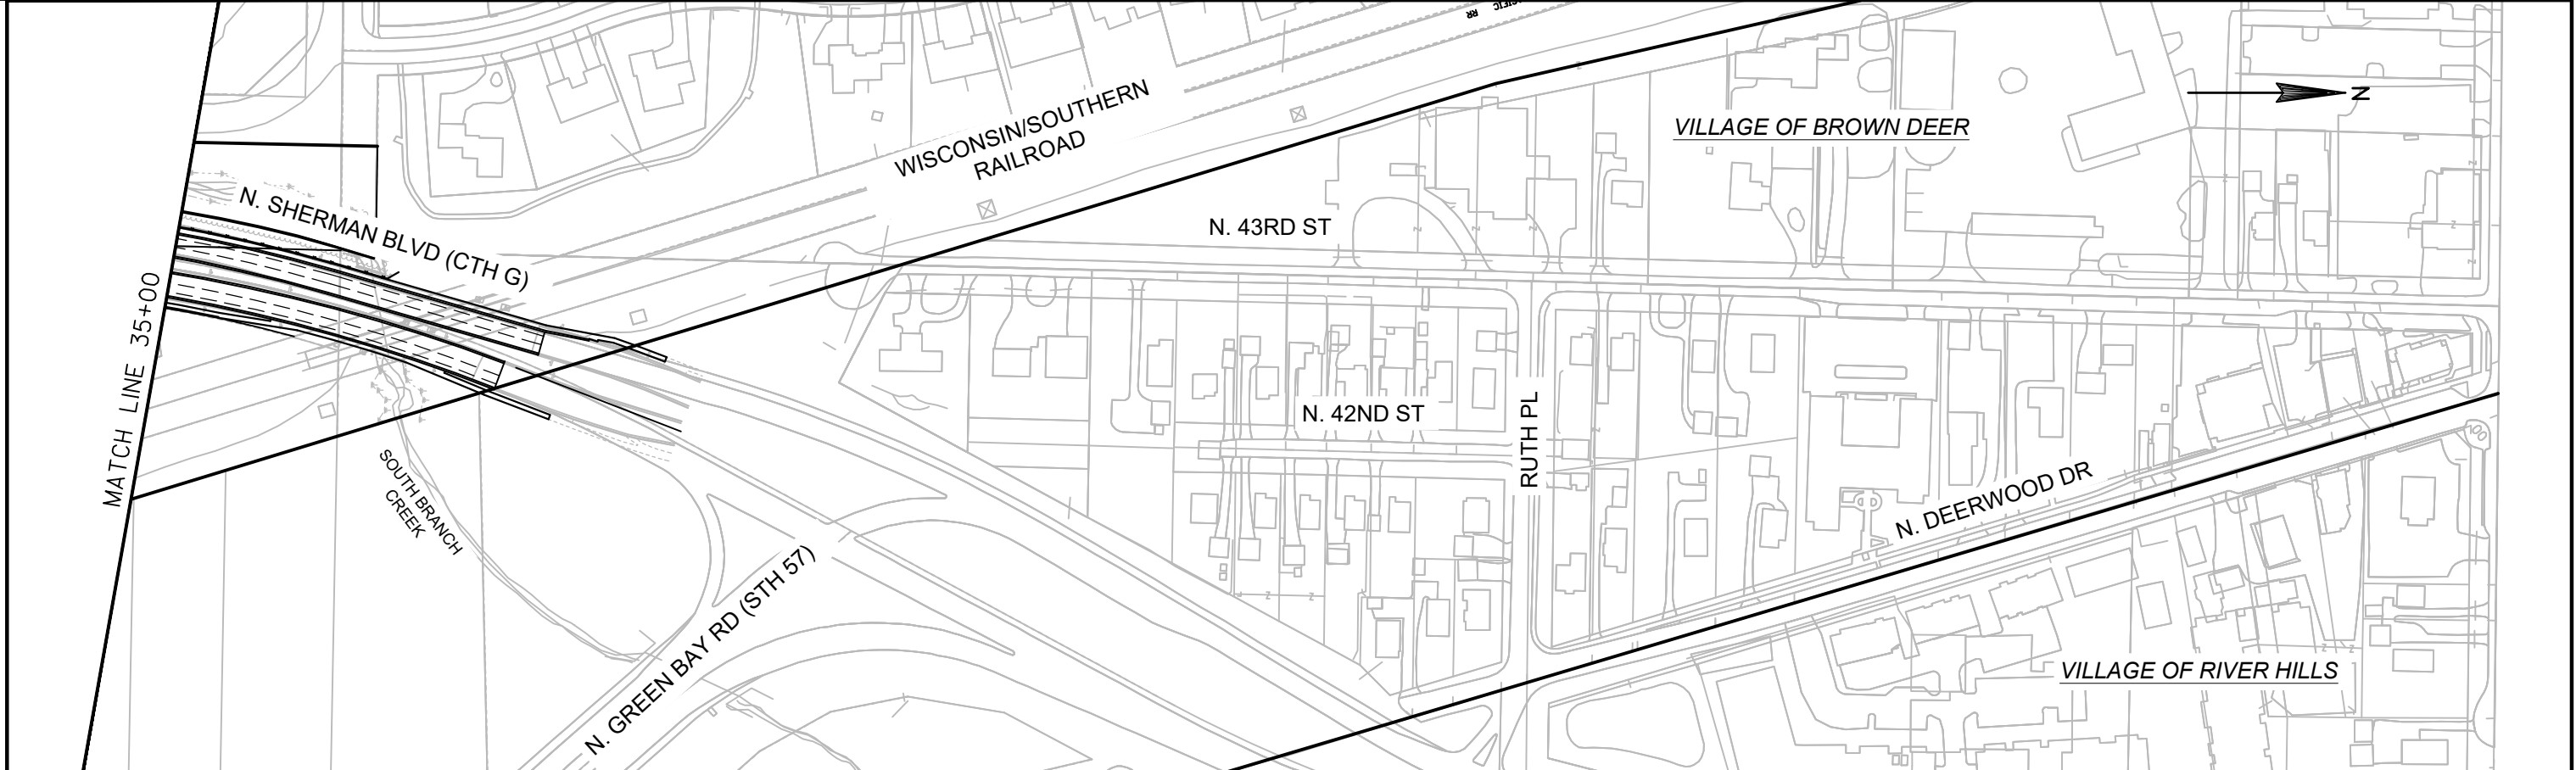 RR
N
VILLAGE OF BROWN DEER
WISCONSIN/SOUTHERN
RAILROAD
N. SHERMAN BLVD (CTH G)
N. 43RD ST
MATCH LINE 35+00
N. 42ND ST
RUTH PL
SOUTH BRANCH
CREEK
N. DEERWOOD DR
N. GREEN BAY RD (STH 57)
VILLAGE OF RIVER HILLS